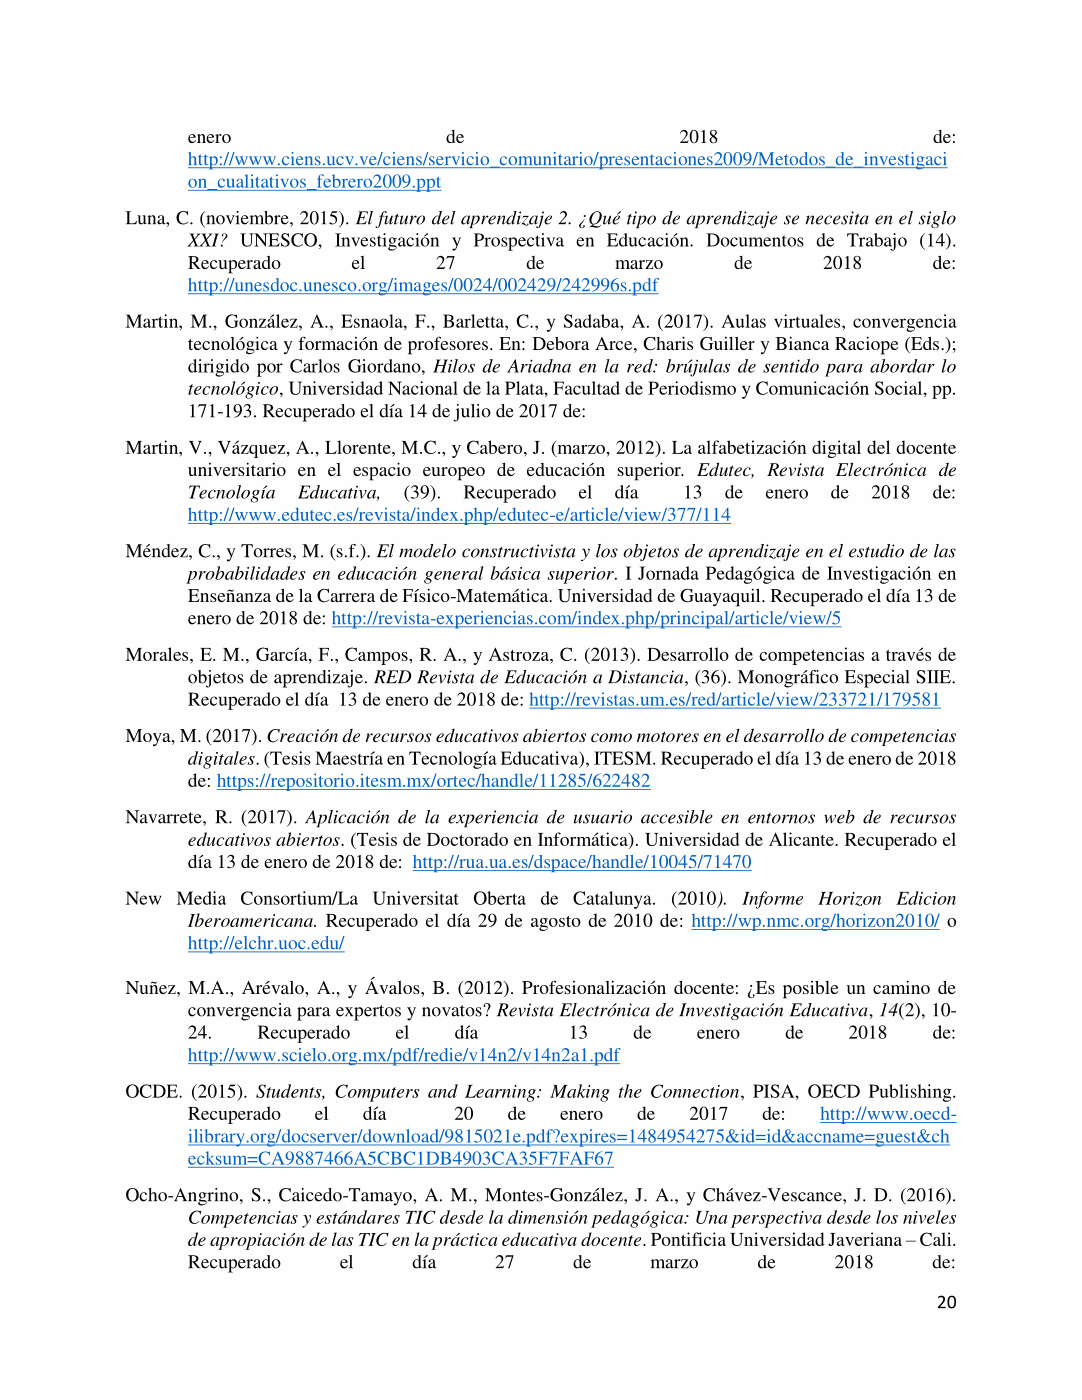 enero de 2018 de:
http://www.ciens.ucv.ve/ciens/servicio_comunitario/presentaciones2009/Metodos_de_investigaci
on_cualitativos_febrero2009.ppt
Luna, C. (noviembre, 2015). El futuro del aprendizaje 2. ¿Qué tipo de aprendizaje se necesita en el siglo
XXI? UNESCO, Investigación y Prospectiva en Educación. Documentos de Trabajo (14).
Recuperado el 27 de marzo de 2018 de:
http://unesdoc.unesco.org/images/0024/002429/242996s.pdf
Martin, M., González, A., Esnaola, F., Barletta, C., y Sadaba, A. (2017). Aulas virtuales, convergencia
tecnológica y formación de profesores. En: Debora Arce, Charis Guiller y Bianca Raciope (Eds.);
dirigido por Carlos Giordano, Hilos de Ariadna en la red: brújulas de sentido para abordar lo
tecnológico, Universidad Nacional de la Plata, Facultad de Periodismo y Comunicación Social, pp.
171-193. Recuperado el día 14 de julio de 2017 de:
Martin, V., Vázquez, A., Llorente, M.C., y Cabero, J. (marzo, 2012). La alfabetización digital del docente
universitario en el espacio europeo de educación superior. Edutec, Revista Electrónica de
Tecnología Educativa, (39). Recuperado el día 13 de enero de 2018 de:
http://www.edutec.es/revista/index.php/edutec-e/article/view/377/114
Méndez, C., y Torres, M. (s.f.). El modelo constructivista y los objetos de aprendizaje en el estudio de las
probabilidades en educación general básica superior. I Jornada Pedagógica de Investigación en
Enseñanza de la Carrera de Físico-Matemática. Universidad de Guayaquil. Recuperado el día 13 de
enero de 2018 de: http://revista-experiencias.com/index.php/principal/article/view/5
Morales, E. M., García, F., Campos, R. A., y Astroza, C. (2013). Desarrollo de competencias a través de
objetos de aprendizaje. RED Revista de Educación a Distancia, (36). Monográfico Especial SIIE.
Recuperado el día 13 de enero de 2018 de: http://revistas.um.es/red/article/view/233721/179581
Moya, M. (2017). Creación de recursos educativos abiertos como motores en el desarrollo de competencias
digitales. (Tesis Maestría en Tecnología Educativa), ITESM. Recuperado el día 13 de enero de 2018
de: https://repositorio.itesm.mx/ortec/handle/11285/622482
Navarrete, R. (2017). Aplicación de la experiencia de usuario accesible en entornos web de recursos
educativos abiertos. (Tesis de Doctorado en Informática). Universidad de Alicante. Recuperado el
día 13 de enero de 2018 de: http://rua.ua.es/dspace/handle/10045/71470
New Media Consortium/La Universitat Oberta de Catalunya. (2010). Informe Horizon Edicion
Iberoamericana. Recuperado el día 29 de agosto de 2010 de: http://wp.nmc.org/horizon2010/ o
http://elchr.uoc.edu/
Nuñez, M.A., Arévalo, A., y Ávalos, B. (2012). Profesionalización docente: ¿Es posible un camino de
convergencia para expertos y novatos? Revista Electrónica de Investigación Educativa, 14(2), 10-
24. Recuperado el día 13 de enero de 2018 de:
http://www.scielo.org.mx/pdf/redie/v14n2/v14n2a1.pdf
OCDE. (2015). Students, Computers and Learning: Making the Connection, PISA, OECD Publishing.
Recuperado el día 20 de enero de 2017 de: http://www.oecd-
ilibrary.org/docserver/download/9815021e.pdf?expires=1484954275&id=id&accname=guest&ch
ecksum=CA9887466A5CBC1DB4903CA35F7FAF67
Ocho-Angrino, S., Caicedo-Tamayo, A. M., Montes-González, J. A., y Chávez-Vescance, J. D. (2016).
Competencias y estándares TIC desde la dimensión pedagógica: Una perspectiva desde los niveles
de apropiación de las TIC en la práctica educativa docente. Pontificia Universidad Javeriana – Cali.
Recuperado el día 27 de marzo de 2018 de:
20